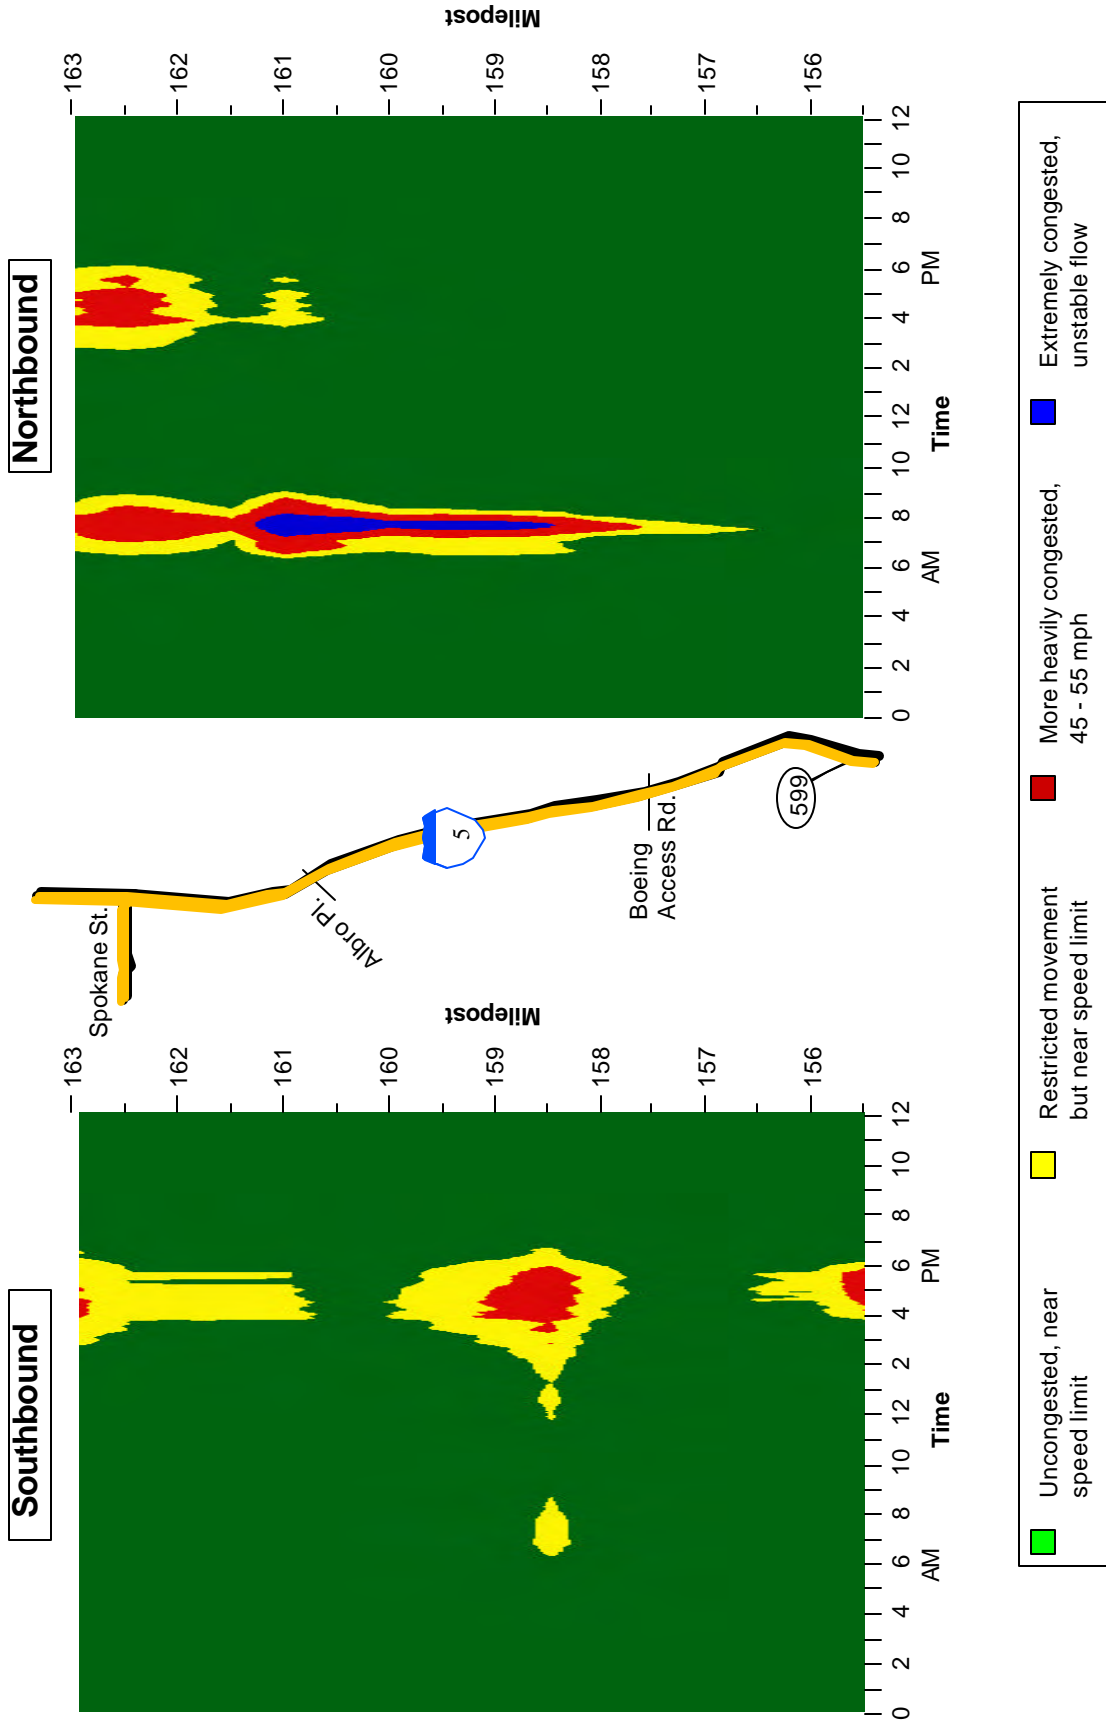 Southbound
Northbound
163
162
161
160
159
158
157
156
Milepost
0
2
4
6
8
10
12
2
4
6
8
10
12
AM
Time
PM
Spokane St.
Albro Pl.
5
Boeing
Access Rd.
599
163
162
161
160
159
158
157
156
Milepost
0
2
4
6
8
10
12
2
4
6
8
10
12
AM
Time
PM
Uncongested, near
speed limit
Restricted movement
but near speed limit
More heavily congested,
45 - 55 mph
Extremely congested,
unstable flow